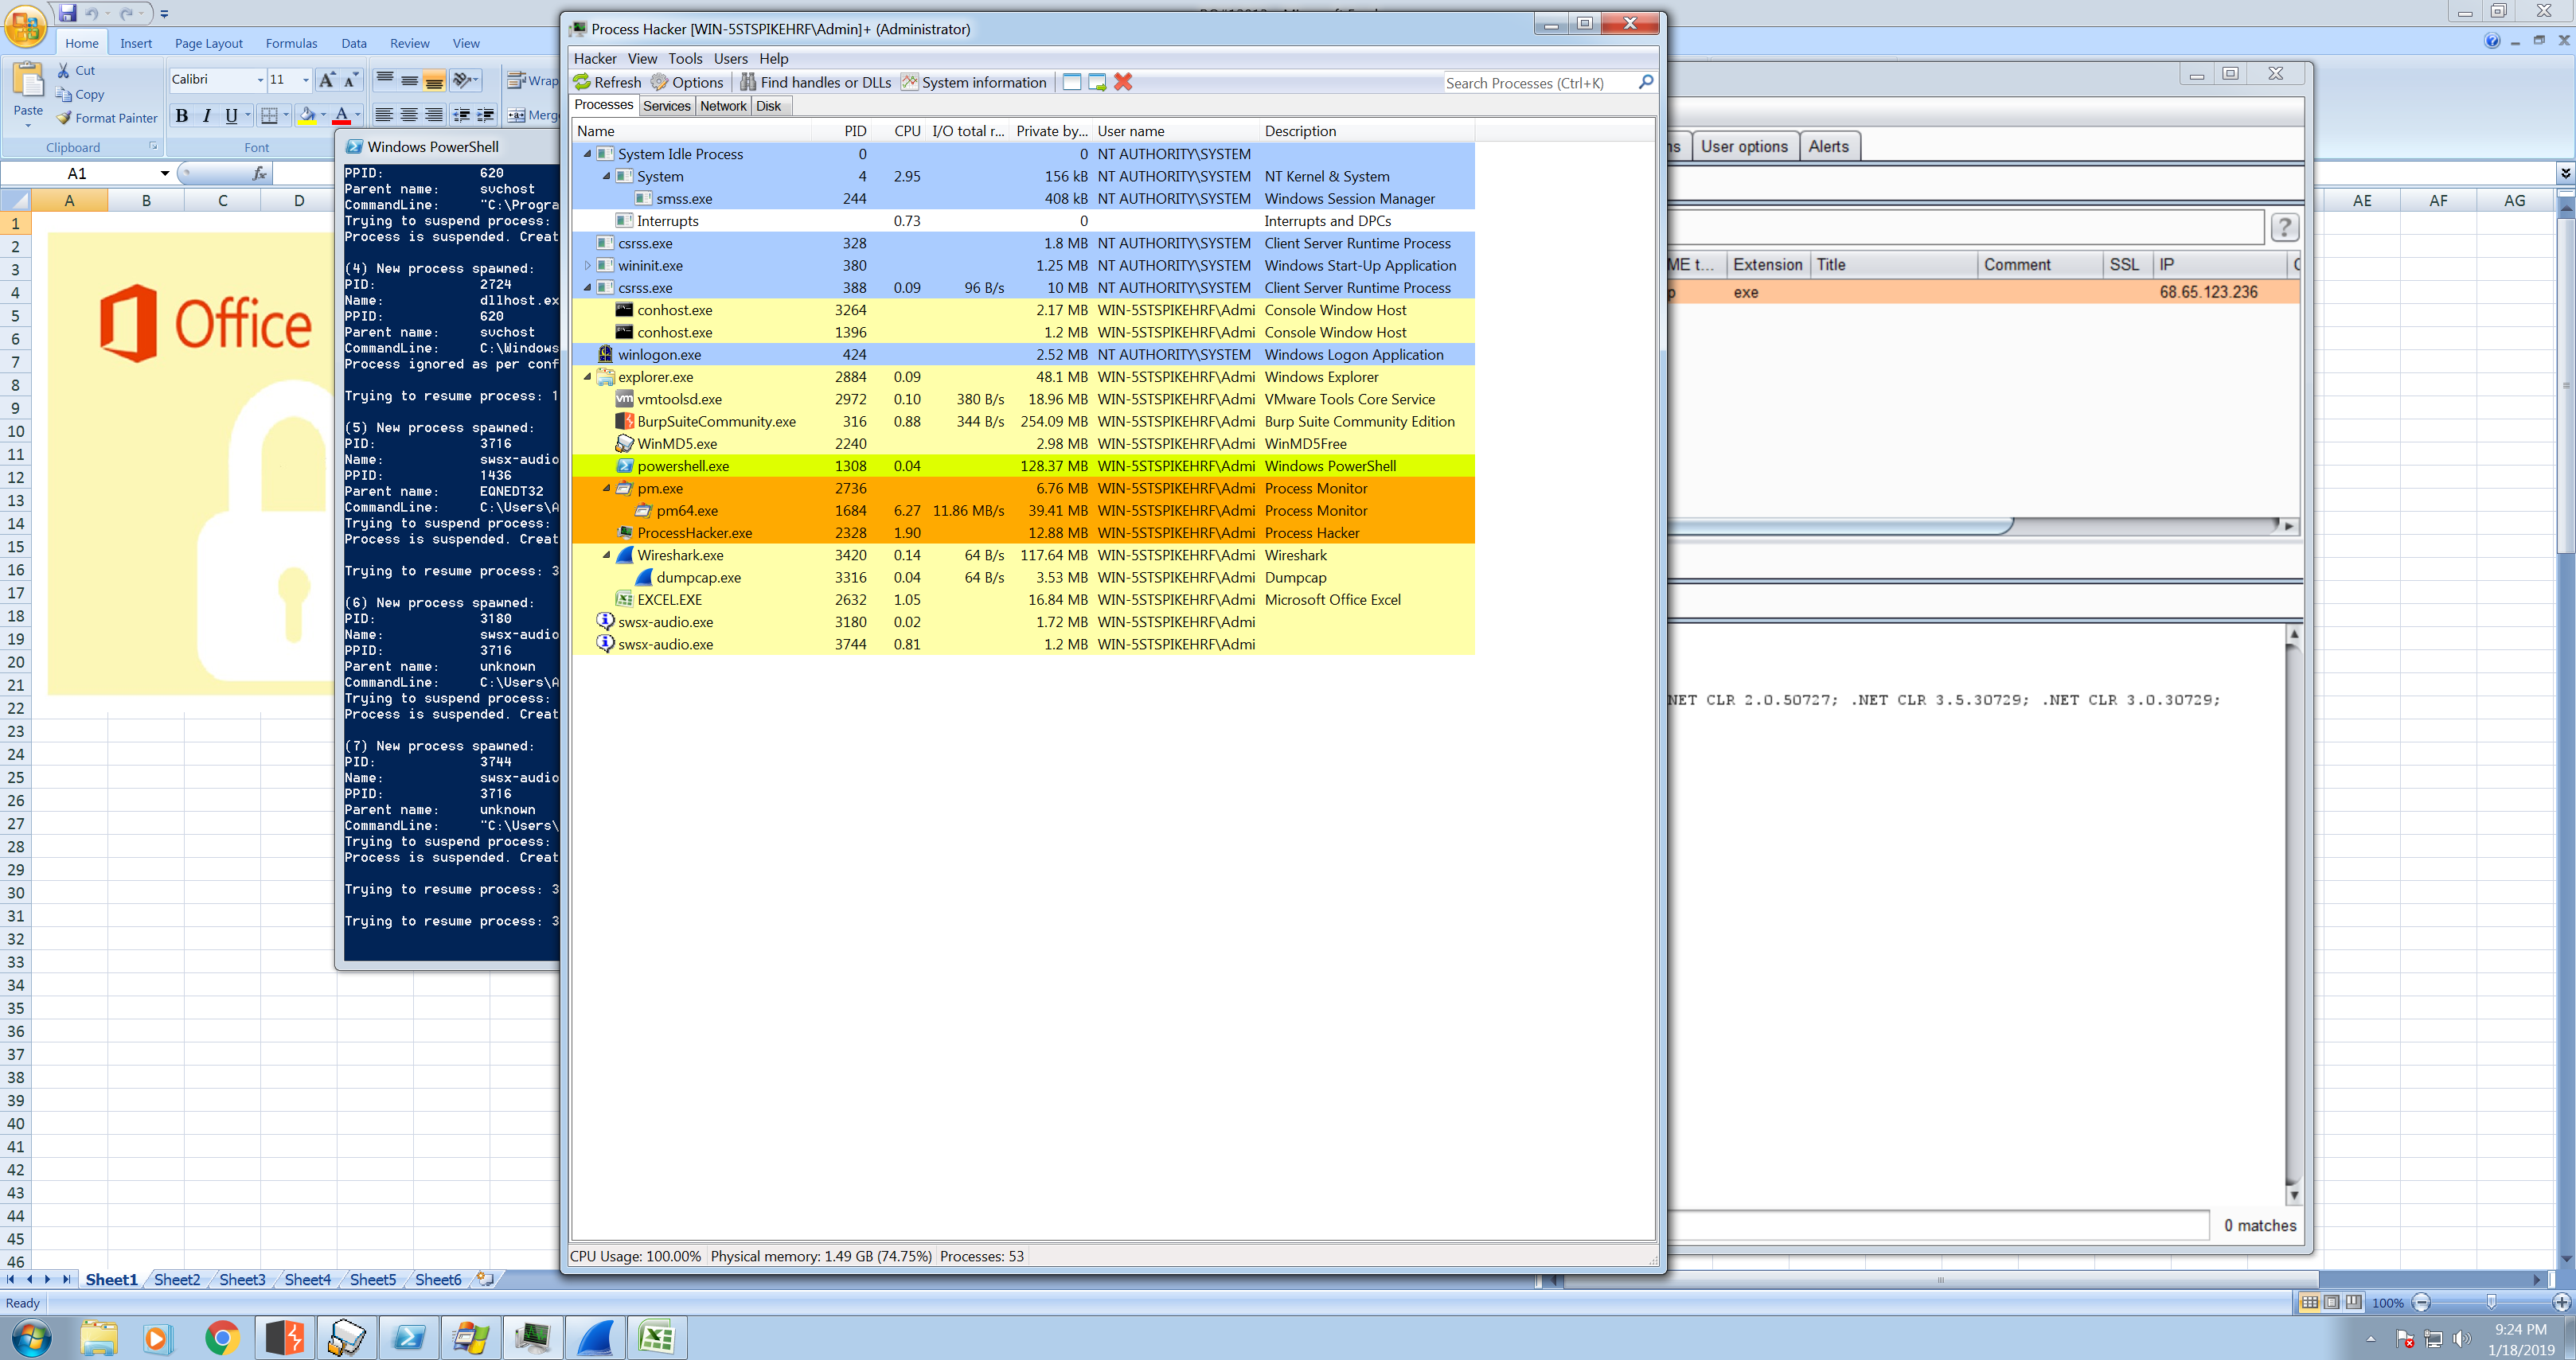 Home Insert Page Layout Formulas Data Review View
Cut
Copy
Format Painter
Paste
Clipboard
Calibri 11
B I U
Font
Wrap
Merg
A1
fx
A B C D
AE AF AG
1
2
3
4
5
6
7
8
9
10
11
12
13
14
15
16
17
18
19
20
21
22
23
24
25
26
27
28
29
30
31
32
33
34
35
36
37
38
39
40
41
42
43
44
45
46
Office
Windows PowerShell
PPID: 620
Parent name: svchost
CommandLine: "C:\Progra
Trying to suspend process:
Process is suspended. Creat
(4) New process spawned:
PID: 2724
Name: dllhost.ex
PPID: 620
Parent name: svchost
CommandLine: C:\Windows
Process ignored as per conf
Trying to resume process: 1
(5) New process spawned:
PID: 3716
Name: swsx-audio
PPID: 1436
Parent name: EQNEDT32
CommandLine: C:\Users\A
Trying to suspend process:
Process is suspended. Creat
Trying to resume process: 3
(6) New process spawned:
PID: 3180
Name: swsx-audio
PPID: 3716
Parent name: unknown
CommandLine: C:\Users\A
Trying to suspend process:
Process is suspended. Creat
(7) New process spawned:
PID: 3744
Name: swsx-audio
PPID: 3716
Parent name: unknown
CommandLine: "C:\Users\
Trying to suspend process:
Process is suspended. Creat
Trying to resume process: 3
Trying to resume process: 3
Process Hacker [WIN-5STSPIKEHRF\Admin]+ (Administrator)
Hacker View Tools Users Help
Refresh Options Find handles or DLLs System information Search Processes (Ctrl+K)
Processes Services Network Disk
Name PID CPU I/O total r... Private by... User name Description
System Idle Process 0 0 NT AUTHORITY\SYSTEM
System 4 2.95 156 kB NT AUTHORITY\SYSTEM NT Kernel & System
smss.exe 244 408 kB NT AUTHORITY\SYSTEM Windows Session Manager
Interrupts 0.73 0 Interrupts and DPCs
csrss.exe 328 1.8 MB NT AUTHORITY\SYSTEM Client Server Runtime Process
wininit.exe 380 1.25 MB NT AUTHORITY\SYSTEM Windows Start-Up Application
csrss.exe 388 0.09 96 B/s 10 MB NT AUTHORITY\SYSTEM Client Server Runtime Process
conhost.exe 3264 2.17 MB WIN-5STSPIKEHRF\Admi Console Window Host
conhost.exe 1396 1.2 MB WIN-5STSPIKEHRF\Admi Console Window Host
winlogon.exe 424 2.52 MB NT AUTHORITY\SYSTEM Windows Logon Application
explorer.exe 2884 0.09 48.1 MB WIN-5STSPIKEHRF\Admi Windows Explorer
vmtoolsd.exe 2972 0.10 380 B/s 18.96 MB WIN-5STSPIKEHRF\Admi VMware Tools Core Service
BurpSuiteCommunity.exe 316 0.88 344 B/s 254.09 MB WIN-5STSPIKEHRF\Admi Burp Suite Community Edition
WinMD5.exe 2240 2.98 MB WIN-5STSPIKEHRF\Admi WinMD5Free
powershell.exe 1308 0.04 128.37 MB WIN-5STSPIKEHRF\Admi Windows PowerShell
pm.exe 2736 6.76 MB WIN-5STSPIKEHRF\Admi Process Monitor
pm64.exe 1684 6.27 11.86 MB/s 39.41 MB WIN-5STSPIKEHRF\Admi Process Monitor
ProcessHacker.exe 2328 1.90 12.88 MB WIN-5STSPIKEHRF\Admi Process Hacker
Wireshark.exe 3420 0.14 64 B/s 117.64 MB WIN-5STSPIKEHRF\Admi Wireshark
dumpcap.exe 3316 0.04 64 B/s 3.53 MB WIN-5STSPIKEHRF\Admi Dumpcap
EXCEL.EXE 2632 1.05 16.84 MB WIN-5STSPIKEHRF\Admi Microsoft Office Excel
swsx-audio.exe 3180 0.02 1.72 MB WIN-5STSPIKEHRF\Admi
swsx-audio.exe 3744 0.81 1.2 MB WIN-5STSPIKEHRF\Admi
CPU Usage: 100.00% Physical memory: 1.49 GB (74.75%) Processes: 53
ns User options Alerts
?
ME t... Extension Title Comment SSL IP
p exe 68.65.123.236
NET CLR 2.0.50727; .NET CLR 3.5.30729; .NET CLR 3.0.30729;
0 matches
Sheet1 Sheet2 Sheet3 Sheet4 Sheet5 Sheet6
Ready
100%
9:24 PM
1/18/2019